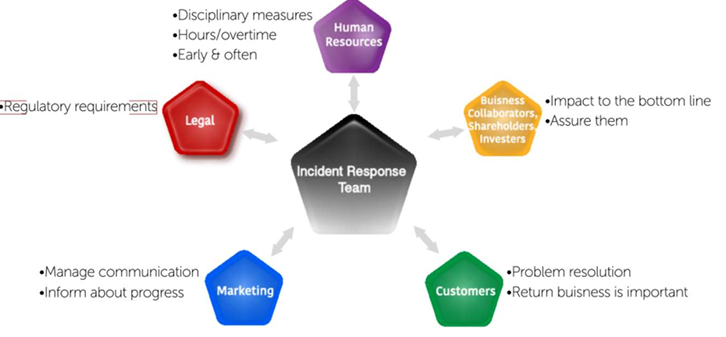 •Disciplinary measures
•Hours/overtime
•Early & often
Human
Resources
•Regulatory requirements
Legal
Buisness
Collaborators,
Shareholders,
Investers
•Impact to the bottom line
•Assure them
Incident Response
Team
•Manage communication
•Inform about progress
Marketing
Customers
•Problem resolution
•Return buisness is important